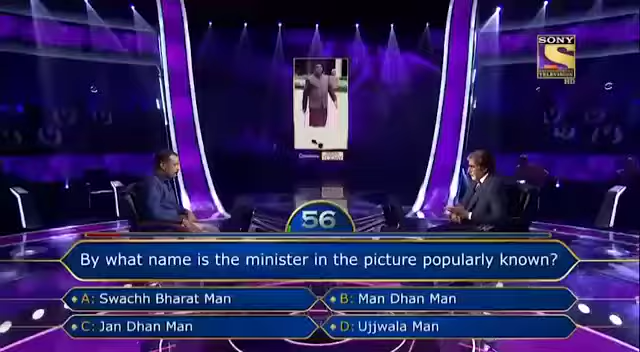 SONY
TELEVISION
HD
56
By what name is the minister in the picture popularly known?
A: Swachh Bharat Man
B: Man Dhan Man
C: Jan Dhan Man
D: Ujjwala Man